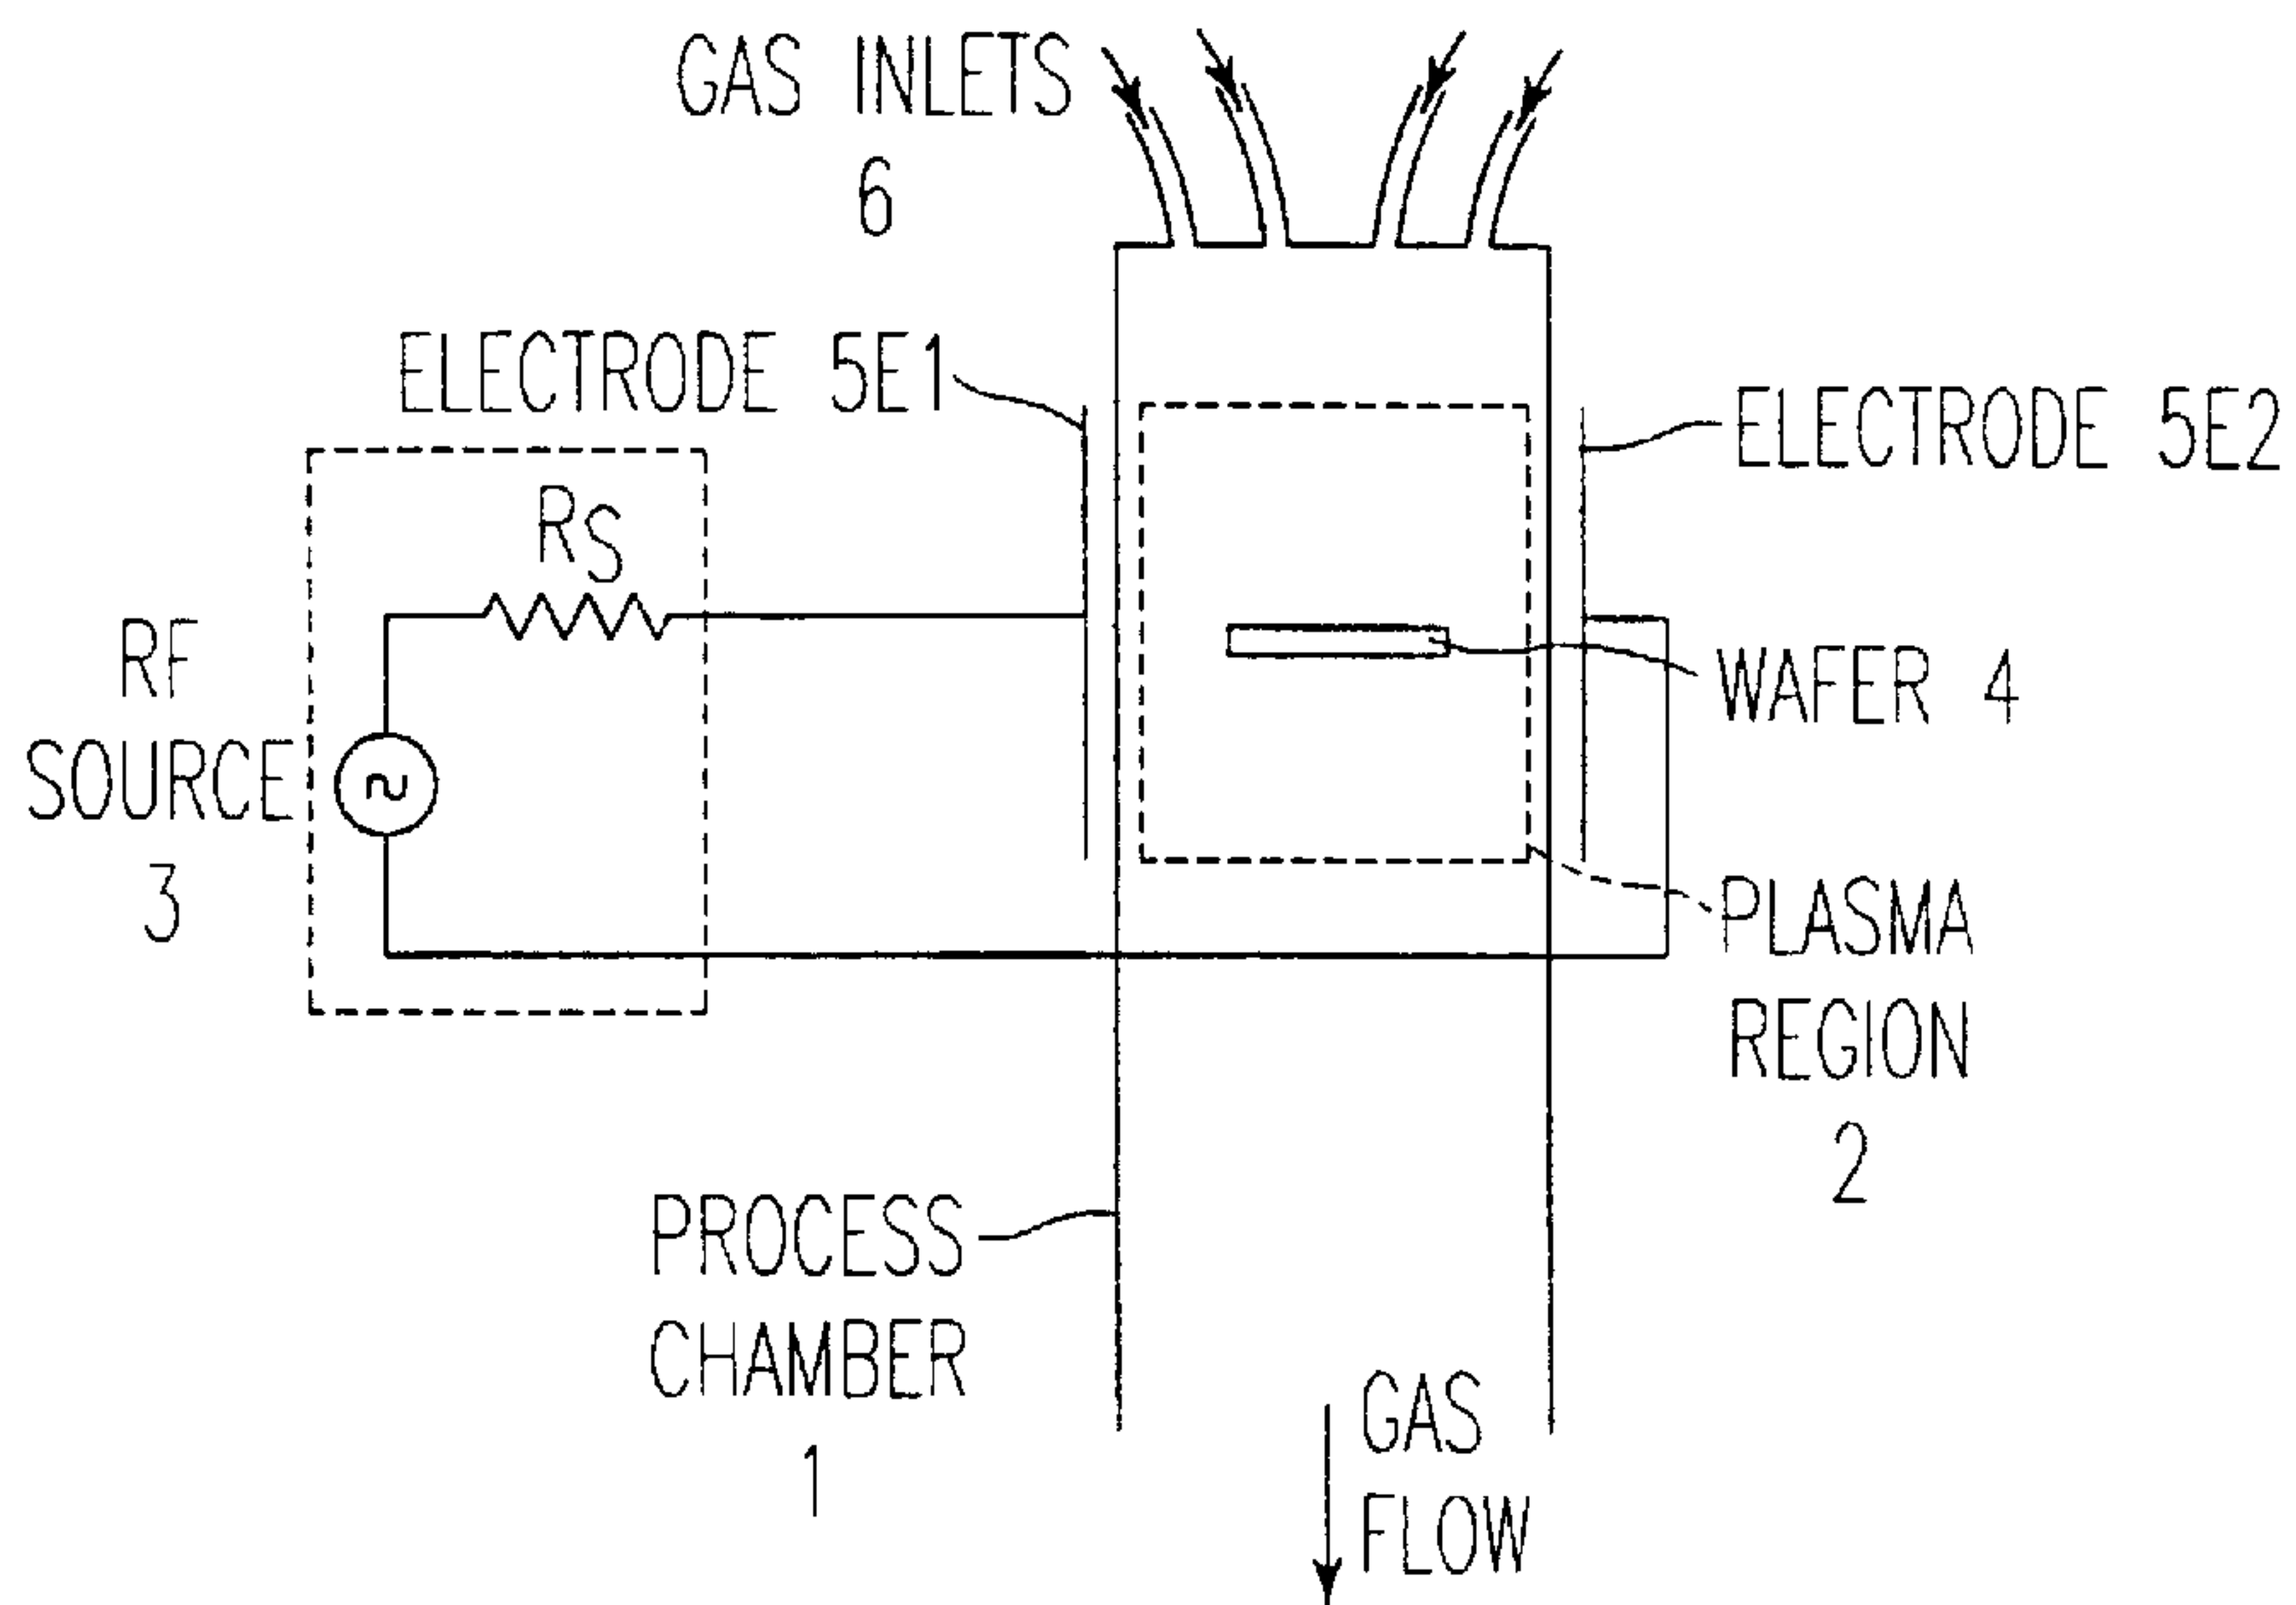 GAS INLETS
6
ELECTRODE 5E1
ELECTRODE 5E2
RS
RF
SOURCE
3
WAFER 4
PLASMA
REGION
2
PROCESS
CHAMBER
1
GAS
FLOW